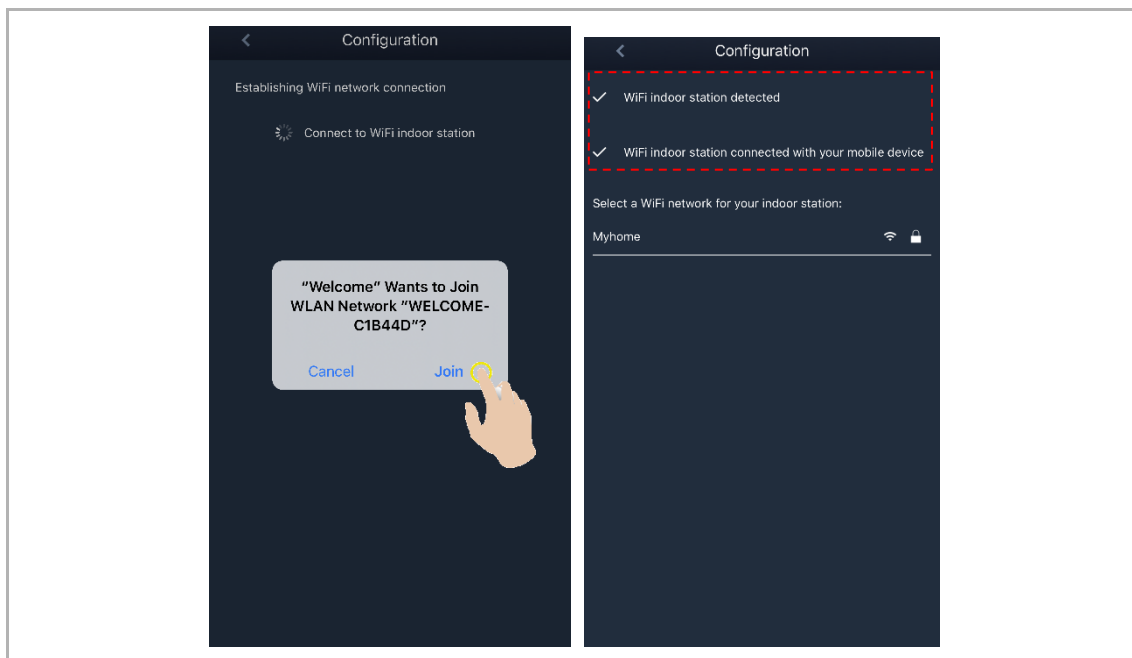 Configuration
Establishing WiFi network connection
Connect to WiFi indoor station
"Welcome" Wants to Join
WLAN Network "WELCOME-
C1B44D"?
Cancel Join
Configuration
WiFi indoor station detected
WiFi indoor station connected with your mobile device
Select a WiFi network for your indoor station:
Myhome